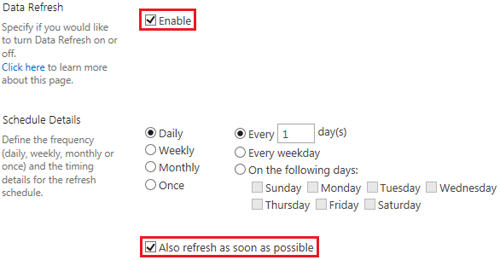 Data Refresh
Specify if you would like
to turn Data Refresh on or
off.
Click here to learn more
about this page.
Enable
Schedule Details
Define the frequency
(daily, weekly, monthly or
once) and the timing
details for the refresh
schedule.
Daily
Weekly
Monthly
Once
Every 1 day(s)
Every weekday
On the following days:
Sunday Monday Tuesday Wednesday
Thursday Friday Saturday
Also refresh as soon as possible